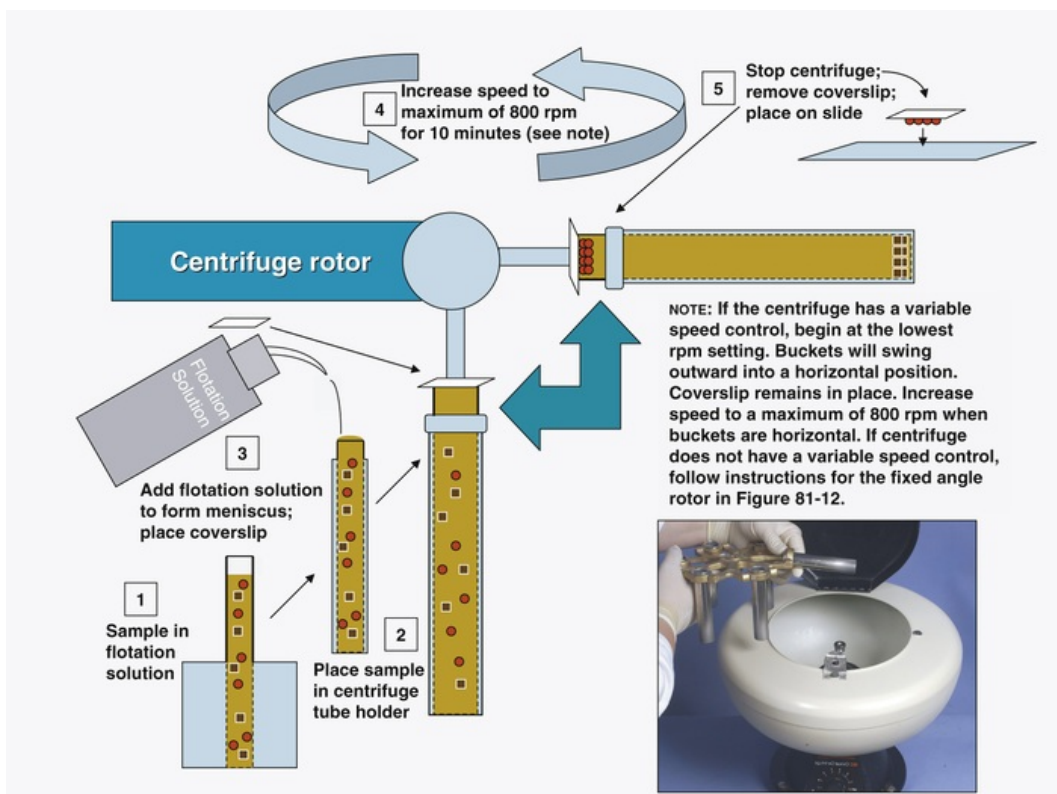 4
Increase speed to
maximum of 800 rpm
for 10 minutes (see note)
5
Stop centrifuge;
remove coverslip;
place on slide
Centrifuge rotor
NOTE: If the centrifuge has a variable
speed control, begin at the lowest
rpm setting. Buckets will swing
outward into a horizontal position.
Coverslip remains in place. Increase
speed to a maximum of 800 rpm when
buckets are horizontal. If centrifuge
does not have a variable speed control,
follow instructions for the fixed angle
rotor in Figure 81-12.
Flotation
Solution
3
Add flotation solution
to form meniscus;
place coverslip
1
Sample in
flotation
solution
2
Place sample
in centrifuge
tube holder